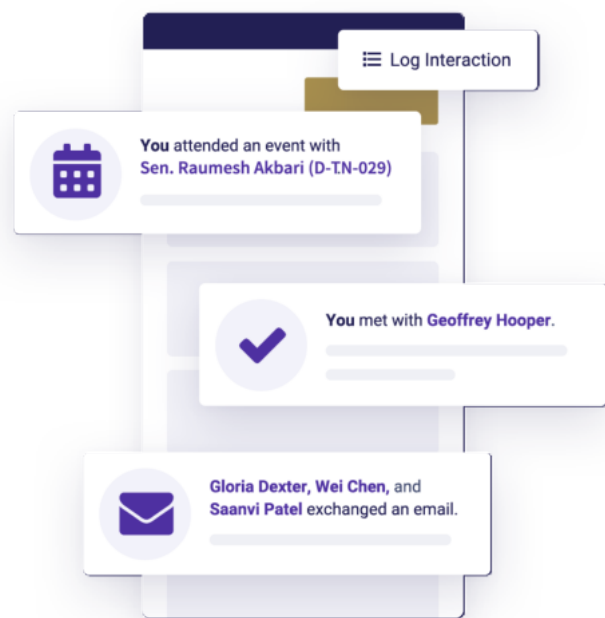 Log Interaction
You attended an event with
Sen. Raumesh Akbari (D-TN-029)
You met with Geoffrey Hooper.
Gloria Dexter, Wei Chen, and
Saanvi Patel exchanged an email.